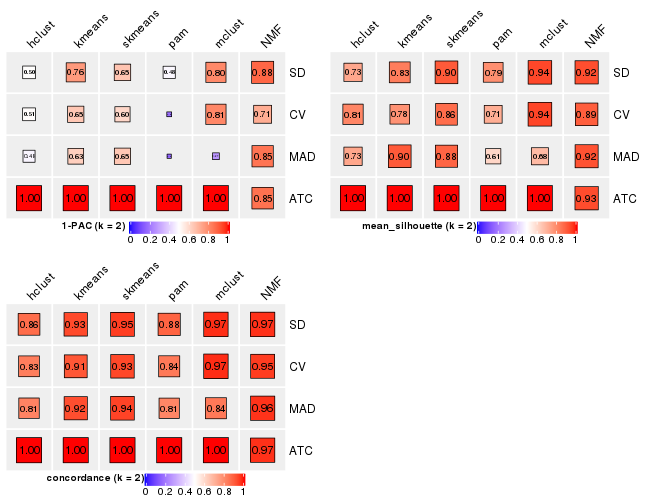 hclust kmeans skmeans pam mclust NMF
0.50 0.76 0.65 0.48 0.80 0.88 SD
0.51 0.65 0.60 0.81 0.71 CV
0.41 0.63 0.65 0.85 MAD
1.00 1.00 1.00 1.00 1.00 0.85 ATC
1-PAC (k = 2)
0 0.2 0.4 0.6 0.8 1
hclust kmeans skmeans pam mclust NMF
0.73 0.83 0.90 0.79 0.94 0.92 SD
0.81 0.78 0.86 0.71 0.94 0.89 CV
0.73 0.90 0.88 0.61 0.68 0.92 MAD
1.00 1.00 1.00 1.00 1.00 0.93 ATC
mean_silhouette (k = 2)
0 0.2 0.4 0.6 0.8 1
hclust kmeans skmeans pam mclust NMF
0.86 0.93 0.95 0.88 0.97 0.97 SD
0.83 0.91 0.93 0.84 0.97 0.95 CV
0.81 0.92 0.94 0.81 0.84 0.96 MAD
1.00 1.00 1.00 1.00 1.00 0.97 ATC
concordance (k = 2)
0 0.2 0.4 0.6 0.8 1